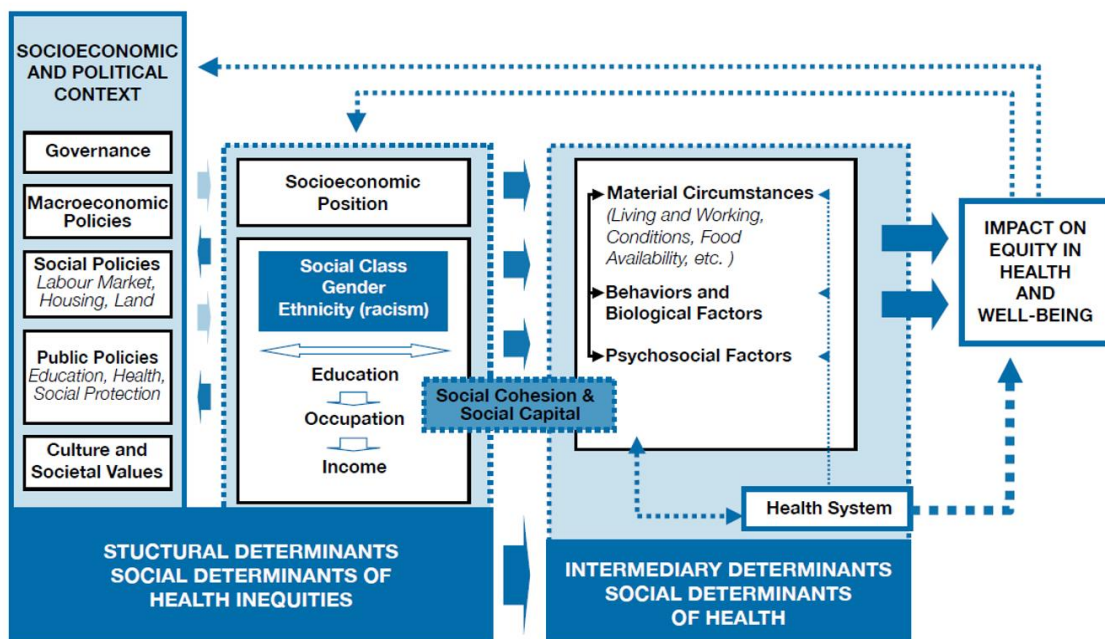 SOCIOECONOMIC
AND POLITICAL
CONTEXT
Governance
Macroeconomic
Policies
Social Policies
Labour Market,
Housing, Land
Public Policies
Education, Health,
Social Protection
Culture and
Societal Values
Socioeconomic
Position
Social Class
Gender
Ethnicity (racism)
Education
Occupation
Income
Social Cohesion &
Social Capital
Material Circumstances
(Living and Working,
Conditions, Food
Availability, etc. )
Behaviors and
Biological Factors
Psychosocial Factors
Health System
IMPACT ON
EQUITY IN
HEALTH
AND
WELL-BEING
STUCTURAL DETERMINANTS
SOCIAL DETERMINANTS OF
HEALTH INEQUITIES
INTERMEDIARY DETERMINANTS
SOCIAL DETERMINANTS
OF HEALTH